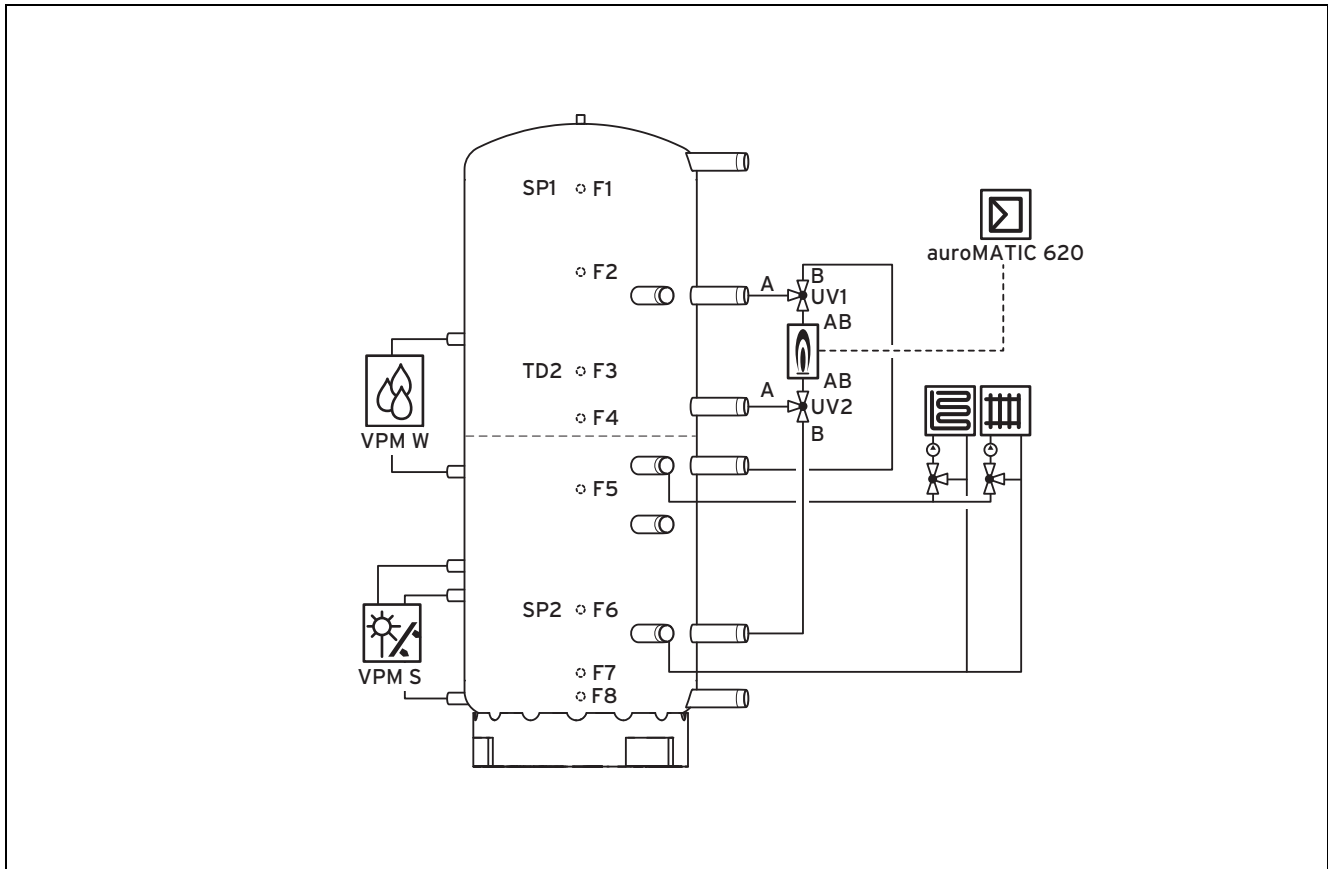 SP1 F1
auroMATIC 620
F2
B
A
UV1
AB
TD2 F3
AB
A
UV2
F4
B
VPM W
F5
SP2 F6
F7
VPM S
F8